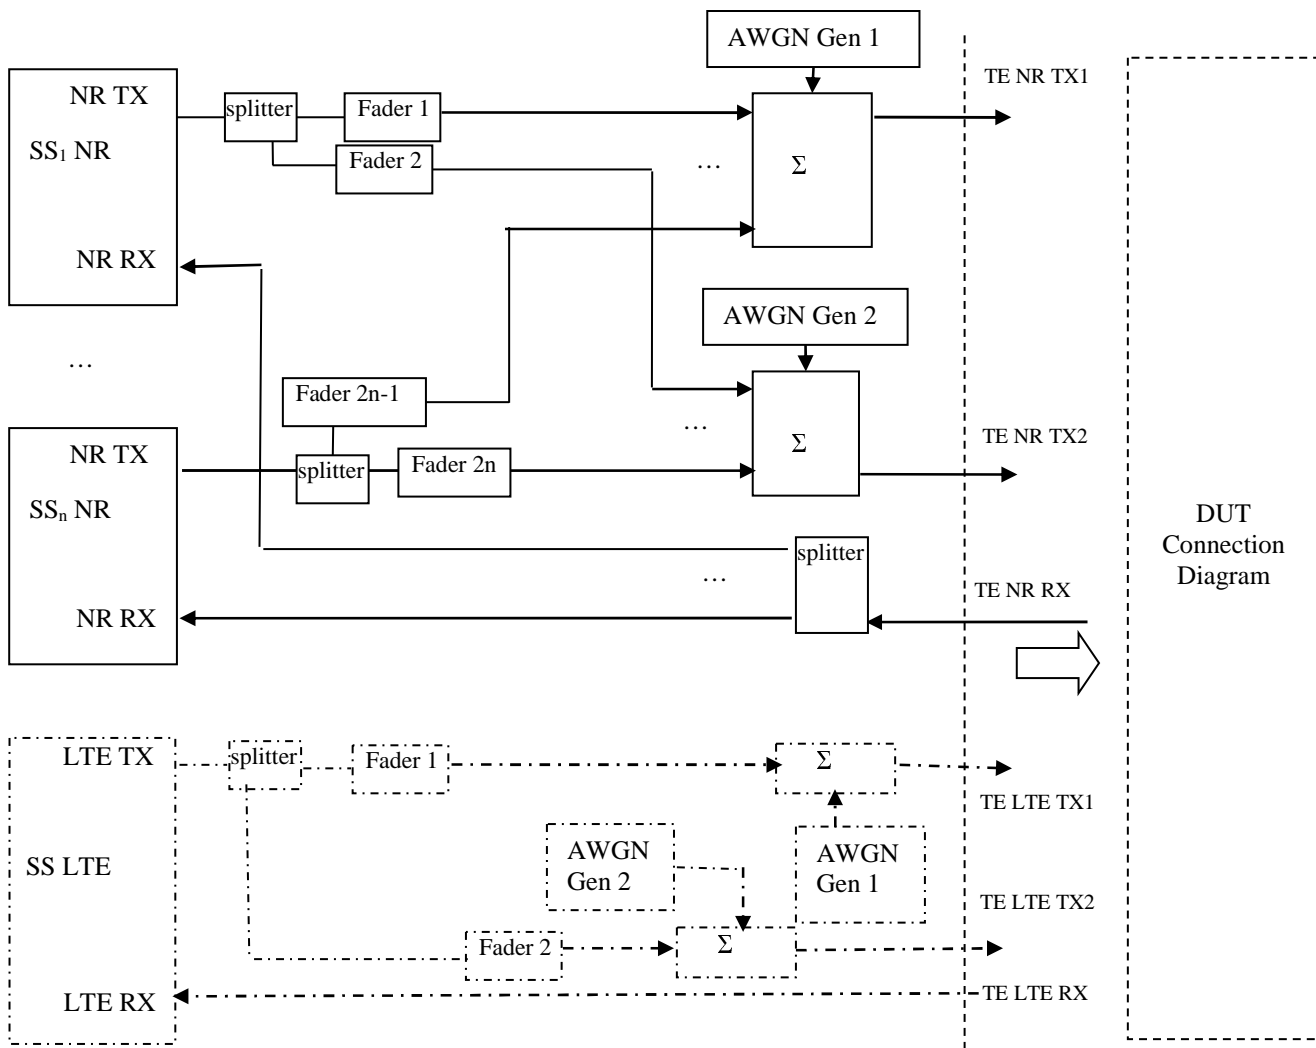 AWGN Gen 1
TE NR TX1
NR TX
splitter
Fader 1
SS₁ NR
Fader 2
…
Σ
NR RX
AWGN Gen 2
…
Fader 2n-1
…
TE NR TX2
NR TX
splitter
Fader 2n
Σ
SSₙ NR
DUT
Connection
Diagram
splitter
…
TE NR RX
NR RX
LTE TX
splitter
Fader 1
Σ
TE LTE TX1
SS LTE
AWGN
Gen 2
AWGN
Gen 1
TE LTE TX2
Fader 2
Σ
LTE RX
TE LTE RX